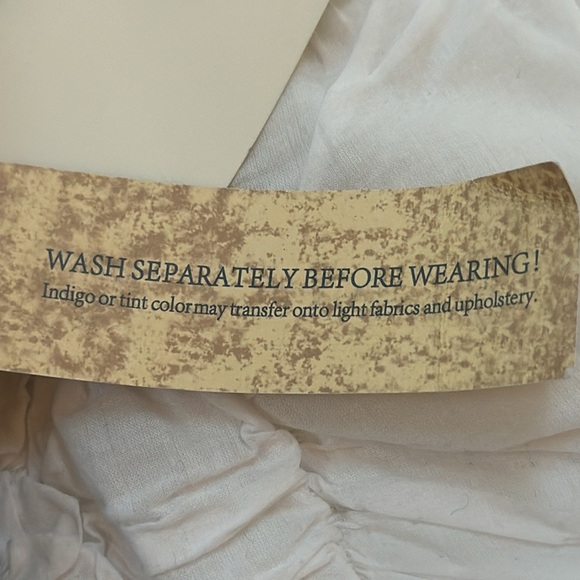 WASH SEPARATELY BEFORE WEARING!
Indigo or tint color may transfer onto light fabrics and upholstery.